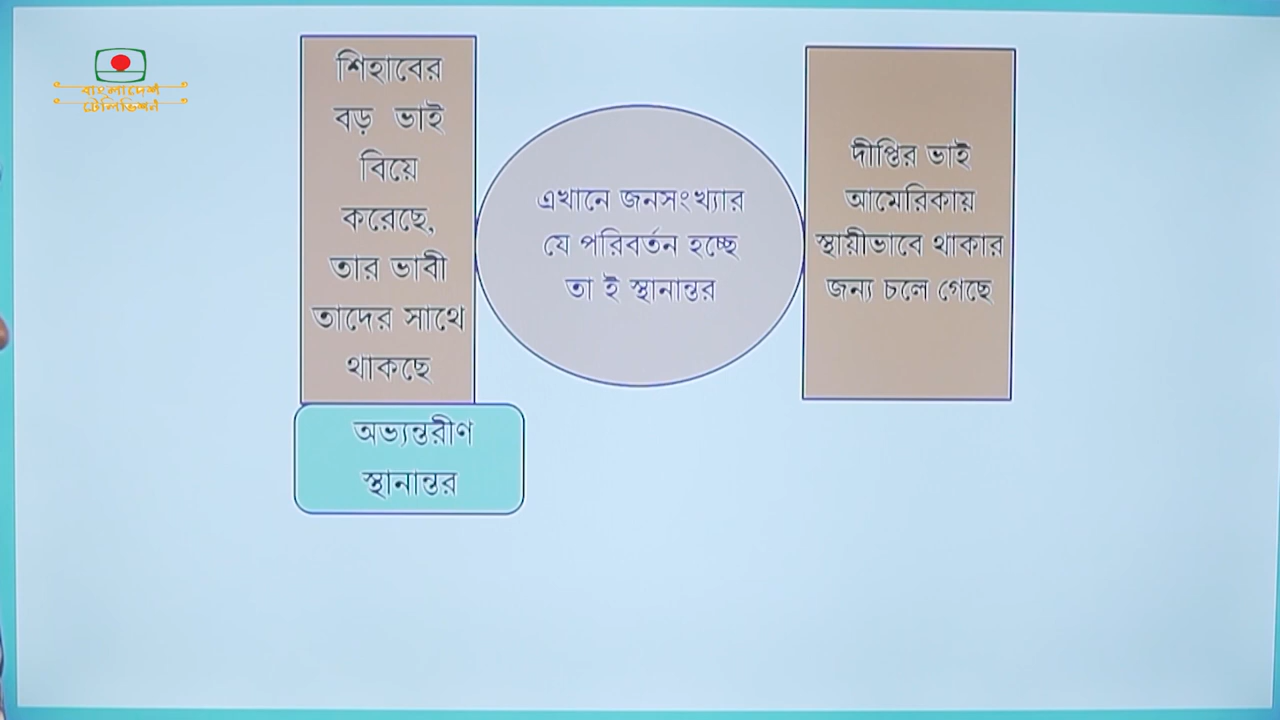 বাংলাদেশ
টেলিভিশন
শিহাবের
বড় ভাই
বিয়ে
করেছে,
তার ভাবী
তাদের সাথে
থাকছে
অভ্যন্তরীণ
স্থানান্তর
এখানে জনসংখ্যার
যে পরিবর্তন হচ্ছে
তা ই স্থানান্তর
দীপ্তির ভাই
আমেরিকায়
স্থায়ীভাবে থাকার
জন্য চলে গেছে